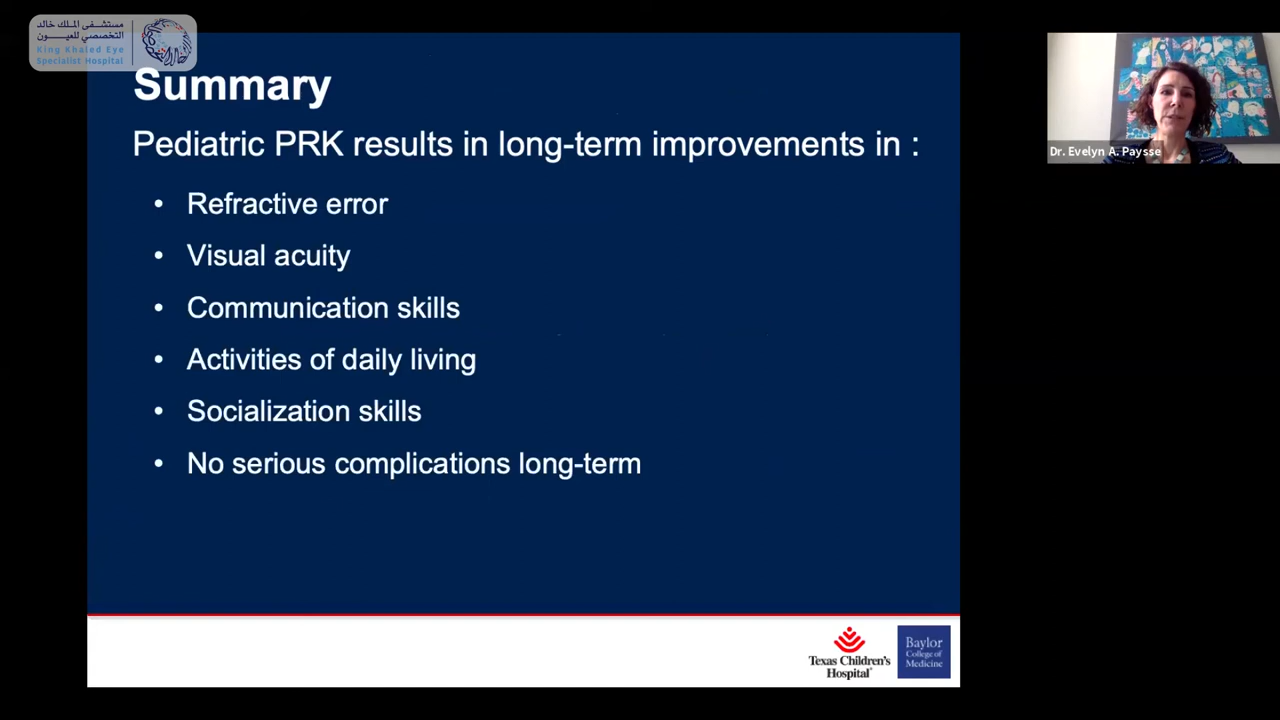 مستشفى الملك خالد
التخصصي للعيون
King Khaled Eye
Specialist Hospital
Summary
Pediatric PRK results in long-term improvements in :
• Refractive error
• Visual acuity
• Communication skills
• Activities of daily living
• Socialization skills
• No serious complications long-term
Dr. Evelyn A. Paysse
Texas Children's
Hospital
Baylor
College of
Medicine